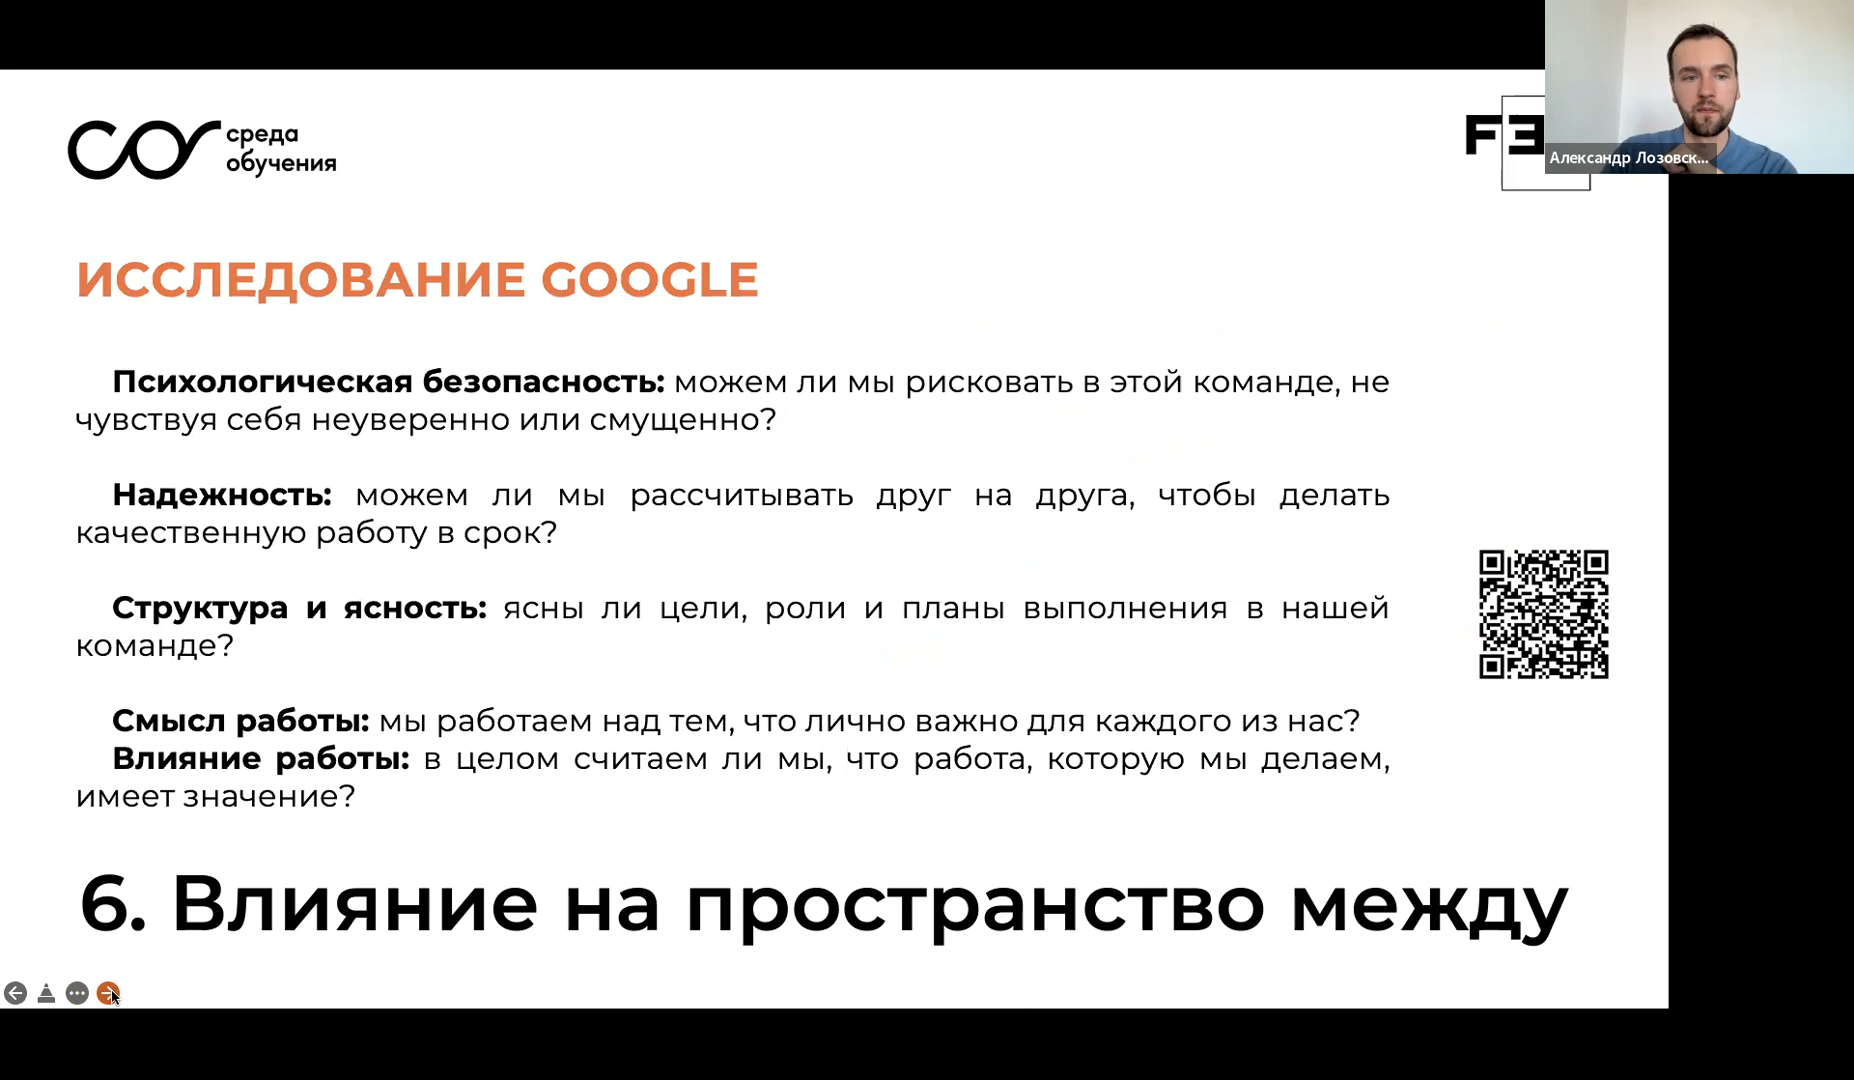 среда
обучения
F3
Александр Лозовск...
ИССЛЕДОВАНИЕ GOOGLE
Психологическая безопасность: можем ли мы рисковать в этой команде, не
чувствуя себя неуверенно или смущенно?
Надежность: можем ли мы рассчитывать друг на друга, чтобы делать
качественную работу в срок?
Структура и ясность: ясны ли цели, роли и планы выполнения в нашей
команде?
Смысл работы: мы работаем над тем, что лично важно для каждого из нас?
Влияние работы: в целом считаем ли мы, что работа, которую мы делаем,
имеет значение?
6. Влияние на пространство между